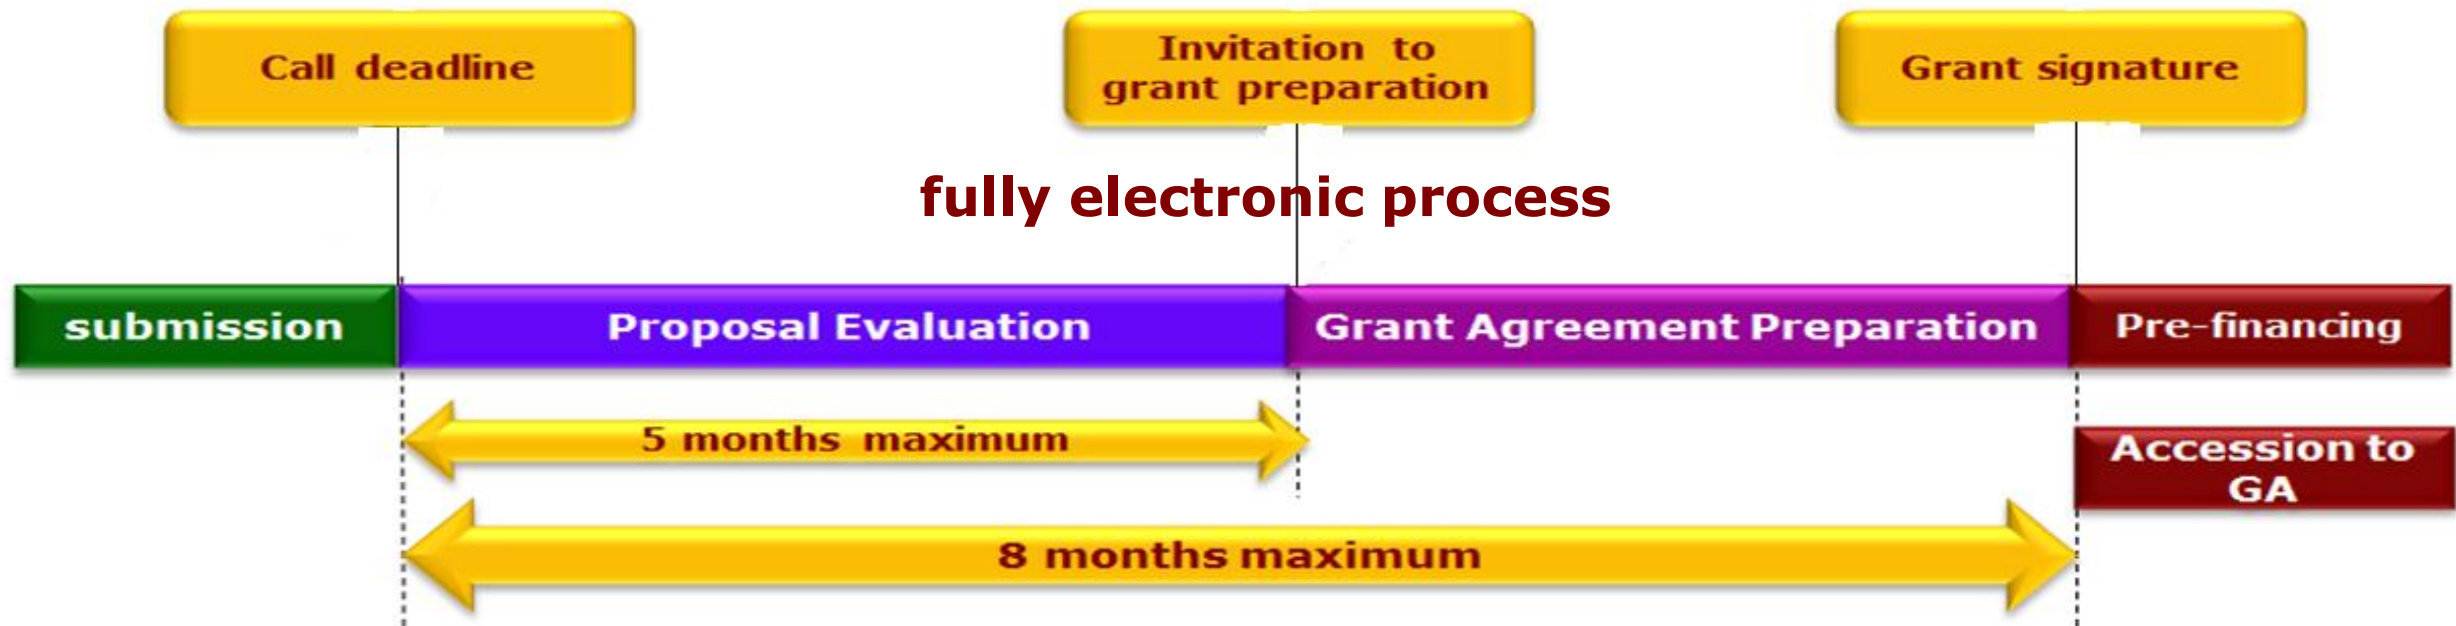 Call deadline
Invitation to
grant preparation
Grant signature
fully electronic process
submission
Proposal Evaluation
Grant Agreement Preparation
Pre-financing
5 months maximum
Accession to
GA
8 months maximum